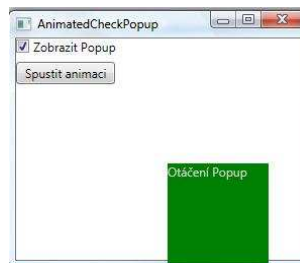 AnimatedCheckPopup
Zobrazit Popup
Spustit animaci
Otáčení Popup